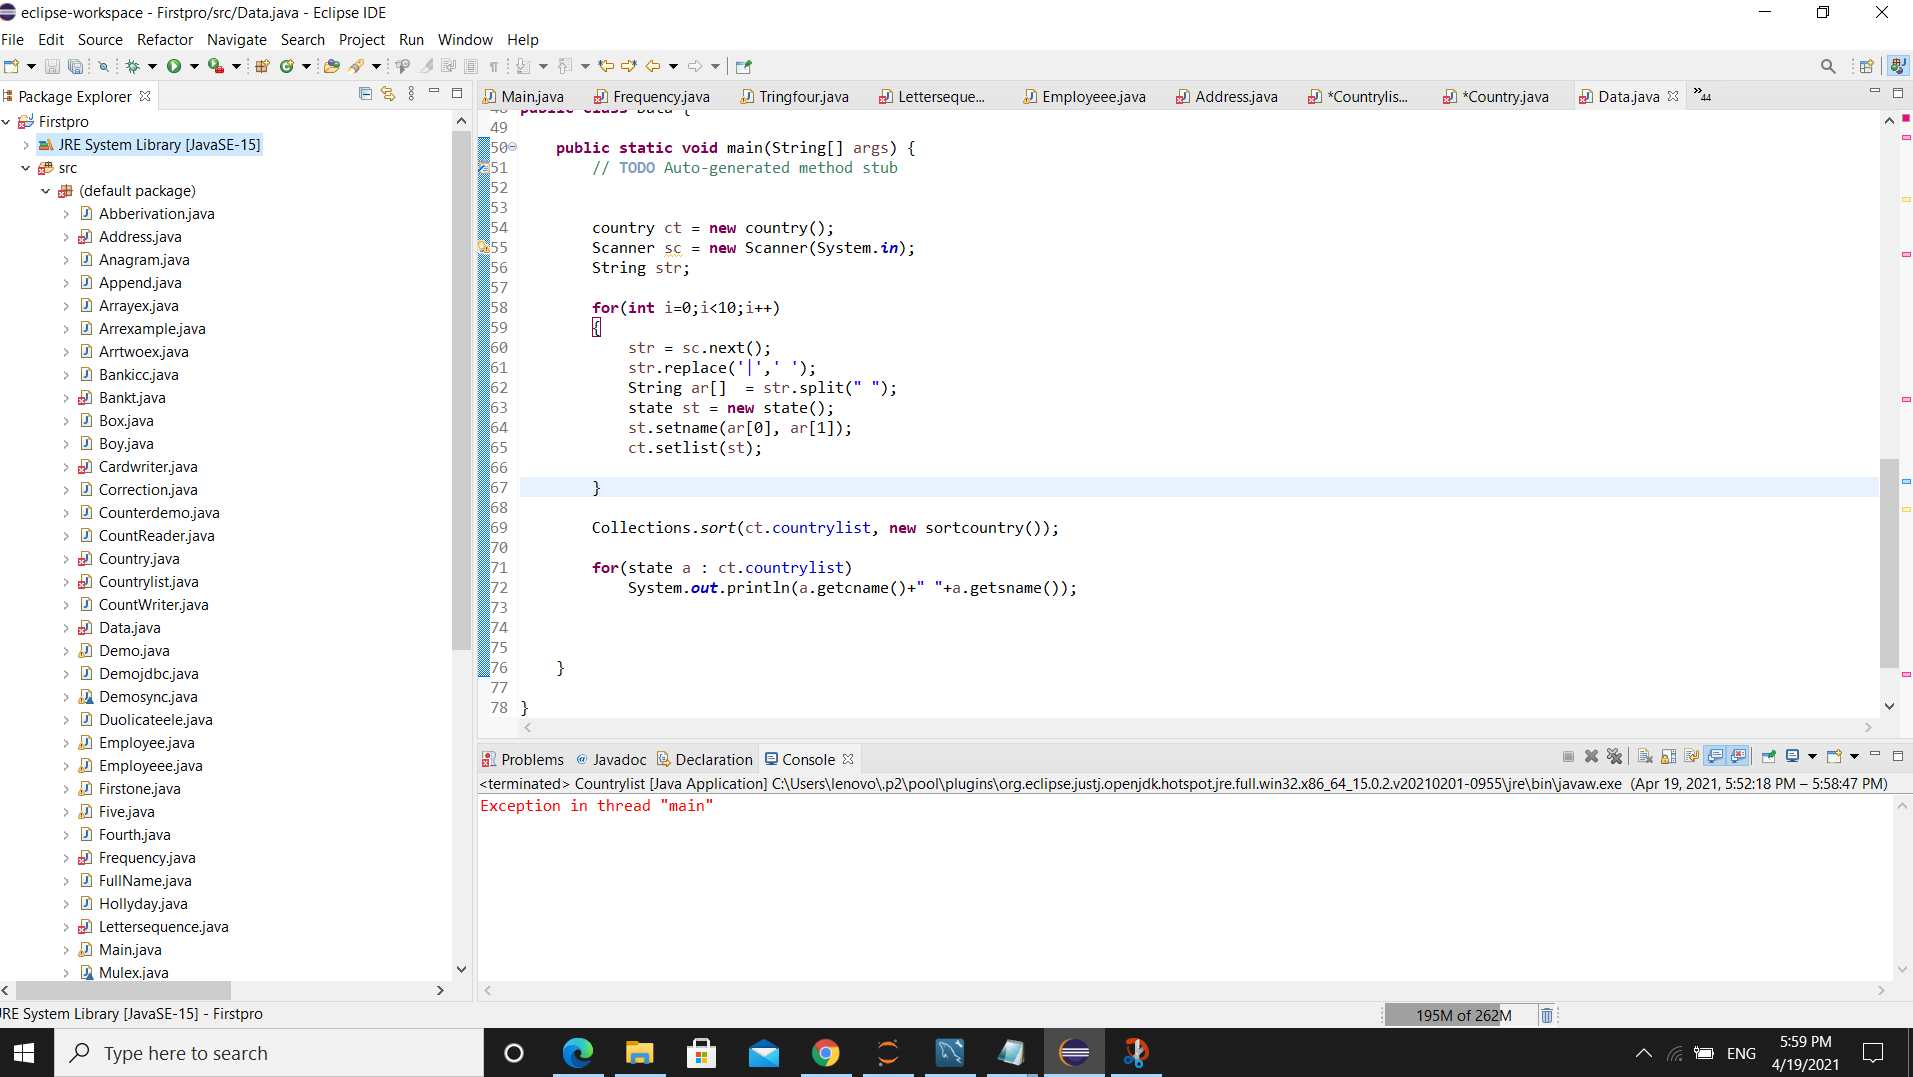 eclipse-workspace - Firstpro/src/Data.java - Eclipse IDE
File Edit Source Refactor Navigate Search Project Run Window Help
Package Explorer
Main.java Frequency.java Tringfour.java Lettersseque... Employeee.java Address.java *Countrylis... *Country.java Data.java »44
Firstpro
JRE System Library [JavaSE-15]
src
(default package)
Abberivation.java
Address.java
Anagram.java
Append.java
Arrayex.java
Arrexample.java
Arrtwoex.java
Bankicc.java
Bankt.java
Box.java
Boy.java
Cardwriter.java
Correction.java
Counterdemo.java
CountReader.java
Country.java
Countrylist.java
CountWriter.java
Data.java
Demo.java
Demojdbc.java
Demosync.java
Duolicateele.java
Employee.java
Employeee.java
Firstone.java
Five.java
Fourth.java
Frequency.java
FullName.java
Hollyday.java
Lettersequence.java
Main.java
Mulex.java
48 public class Data {
49
50 public static void main(String[] args) {
51 // TODO Auto-generated method stub
52
53
54 country ct = new country();
55 Scanner sc = new Scanner(System.in);
56 String str;
57
58 for(int i=0;i<10;i++)
59 {
60 str = sc.next();
61 str.replace('|',' ');
62 String ar[]  = str.split(" ");
63 state st = new state();
64 st.setname(ar[0], ar[1]);
65 ct.setlist(st);
66
67 }
68
69 Collections.sort(ct.countrylist, new sortcountry());
70
71 for(state a : ct.countrylist)
72 System.out.println(a.getcname()+" "+a.getsname());
73
74
75
76 }
77
78 }
Problems @ Javadoc Declaration Console
<terminated> Countrylist [Java Application] C:\Users\lenovo\.p2\pool\plugins\org.eclipse.justj.openjdk.hotspot.jre.full.win32.x86_64_15.0.2.v20210201-0955\jre\bin\javaw.exe (Apr 19, 2021, 5:52:18 PM – 5:58:47 PM)
Exception in thread "main"
JRE System Library [JavaSE-15] - Firstpro
195M of 262M
Type here to search
ENG
5:59 PM
4/19/2021